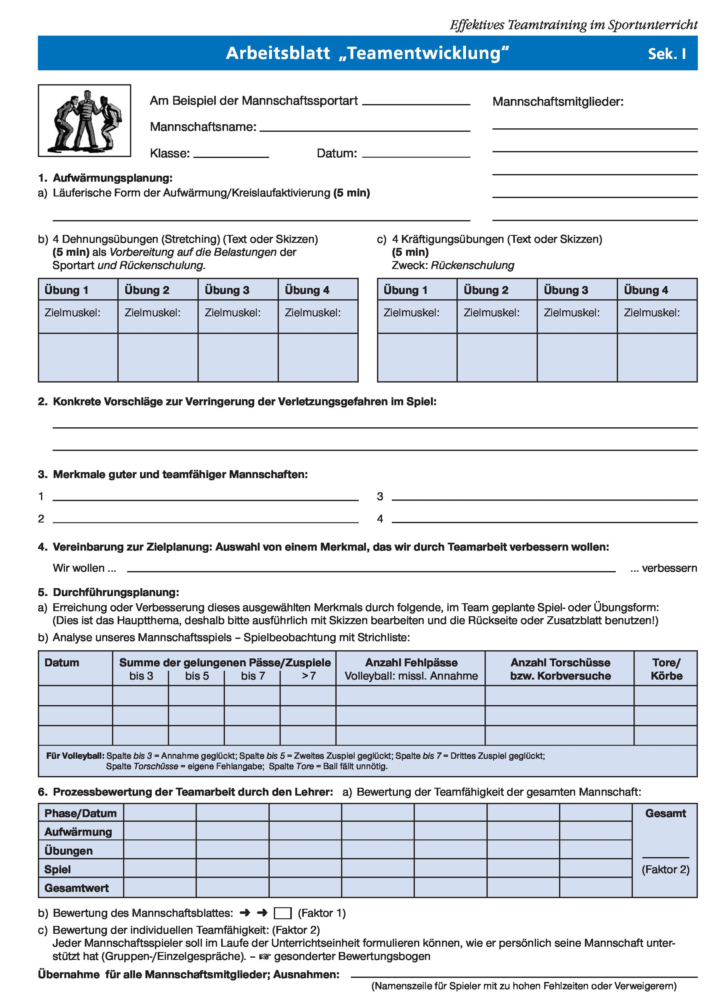 Effektives Teamtraining im Sportunterricht
Arbeitsblatt „Teamentwicklung“ Sek. I
Am Beispiel der Mannschaftssportart
Mannschaftsname:
Klasse: Datum:
Mannschaftsmitglieder:
1. Aufwärmungsplanung:
a) Läuferische Form der Aufwärmung/Kreislaufaktivierung (5 min)
b) 4 Dehnungsübungen (Stretching) (Text oder Skizzen)
(5 min) als Vorbereitung auf die Belastungen der
Sportart und Rückenschulung.
c) 4 Kräftigungsübungen (Text oder Skizzen)
(5 min)
Zweck: Rückenschulung
Übung 1 Übung 2 Übung 3 Übung 4
Zielmuskel: Zielmuskel: Zielmuskel: Zielmuskel:
Übung 1 Übung 2 Übung 3 Übung 4
Zielmuskel: Zielmuskel: Zielmuskel: Zielmuskel:
2. Konkrete Vorschläge zur Verringerung der Verletzungsgefahren im Spiel:
3. Merkmale guter und teamfähiger Mannschaften:
1 3
2 4
4. Vereinbarung zur Zielplanung: Auswahl von einem Merkmal, das wir durch Teamarbeit verbessern wollen:
Wir wollen ... ... verbessern
5. Durchführungsplanung:
a) Erreichung oder Verbesserung dieses ausgewählten Merkmals durch folgende, im Team geplante Spiel- oder Übungsform:
(Dies ist das Hauptthema, deshalb bitte ausführlich mit Skizzen bearbeiten und die Rückseite oder Zusatzblatt benutzen!)
b) Analyse unseres Mannschaftsspiels – Spielbeobachtung mit Strichliste:
Datum Summe der gelungenen Pässe/Zuspiele Anzahl Fehlpässe Anzahl Torschüsse Tore/
bis 3 bis 5 bis 7 > 7 Volleyball: missl. Annahme bzw. Korbversuche Körbe
Für Volleyball: Spalte bis 3 = Annahme geglückt; Spalte bis 5 = Zweites Zuspiel geglückt; Spalte bis 7 = Drittes Zuspiel geglückt;
Spalte Torschüsse = eigene Fehlangabe; Spalte Tore = Ball fällt unnötig.
6. Prozessbewertung der Teamarbeit durch den Lehrer: a) Bewertung der Teamfähigkeit der gesamten Mannschaft:
Phase/Datum Gesamt
Aufwärmung
Übungen
Spiel (Faktor 2)
Gesamtwert
b) Bewertung des Mannschaftsblattes: ➜ ➜ (Faktor 1)
c) Bewertung der individuellen Teamfähigkeit: (Faktor 2)
Jeder Mannschaftsspieler soll im Laufe der Unterrichtseinheit formulieren können, wie er persönlich seine Mannschaft unter-
stützt hat (Gruppen-/Einzelgespräche). – ☞ gesonderter Bewertungsbogen
Übernahme für alle Mannschaftsmitglieder; Ausnahmen:
(Namenszeile für Spieler mit zu hohen Fehlzeiten oder Verweigerern)